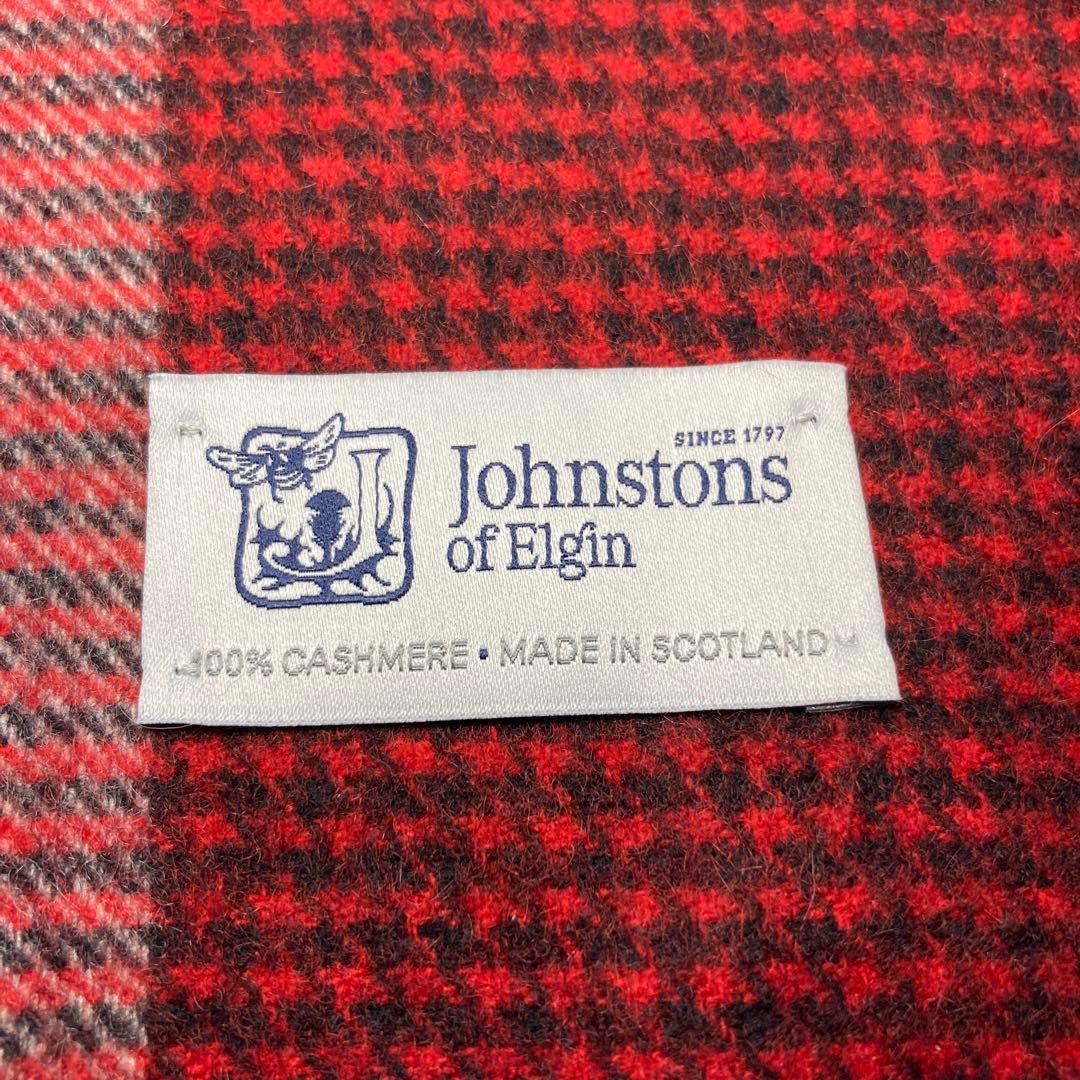 SINCE 1797
Johnstons
of Elgin
100% CASHMERE · MADE IN SCOTLAND